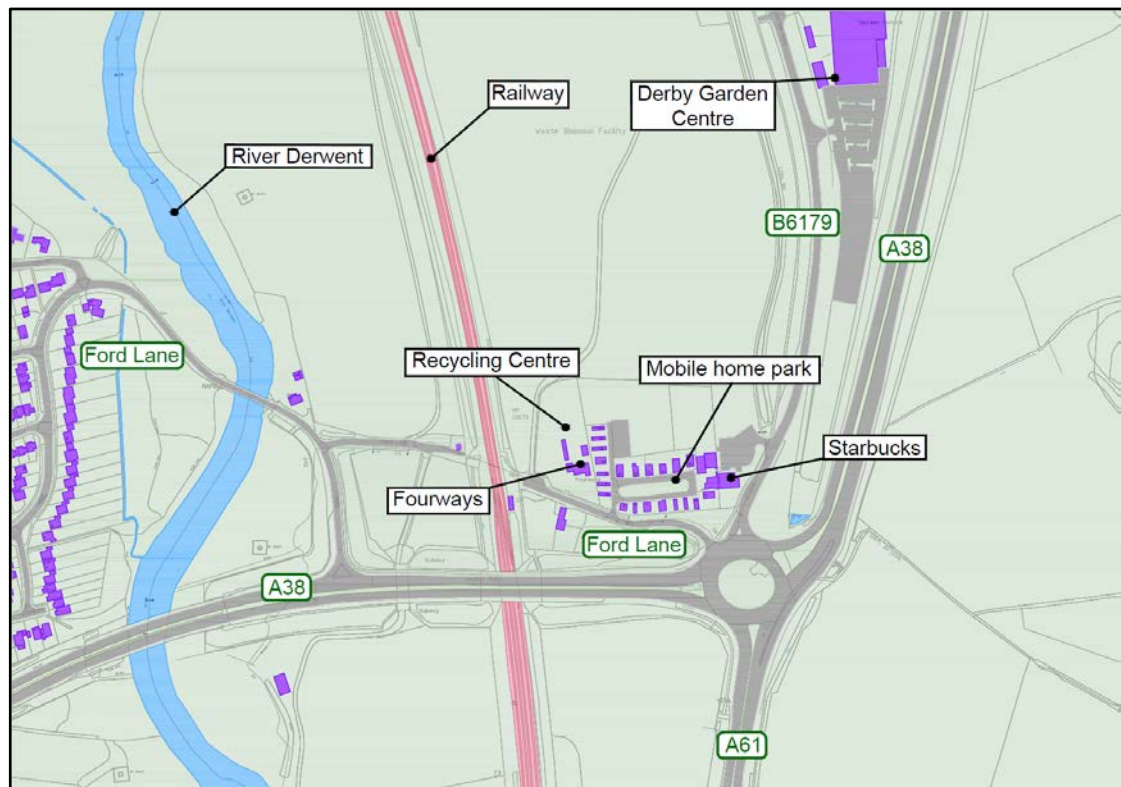 Railway
Derby Garden
Centre
Waste Disposal Facility
River Derwent
B6179
A38
Ford Lane
Recycling Centre
Mobile home park
Starbucks
Fourways
Ford Lane
A38
A61